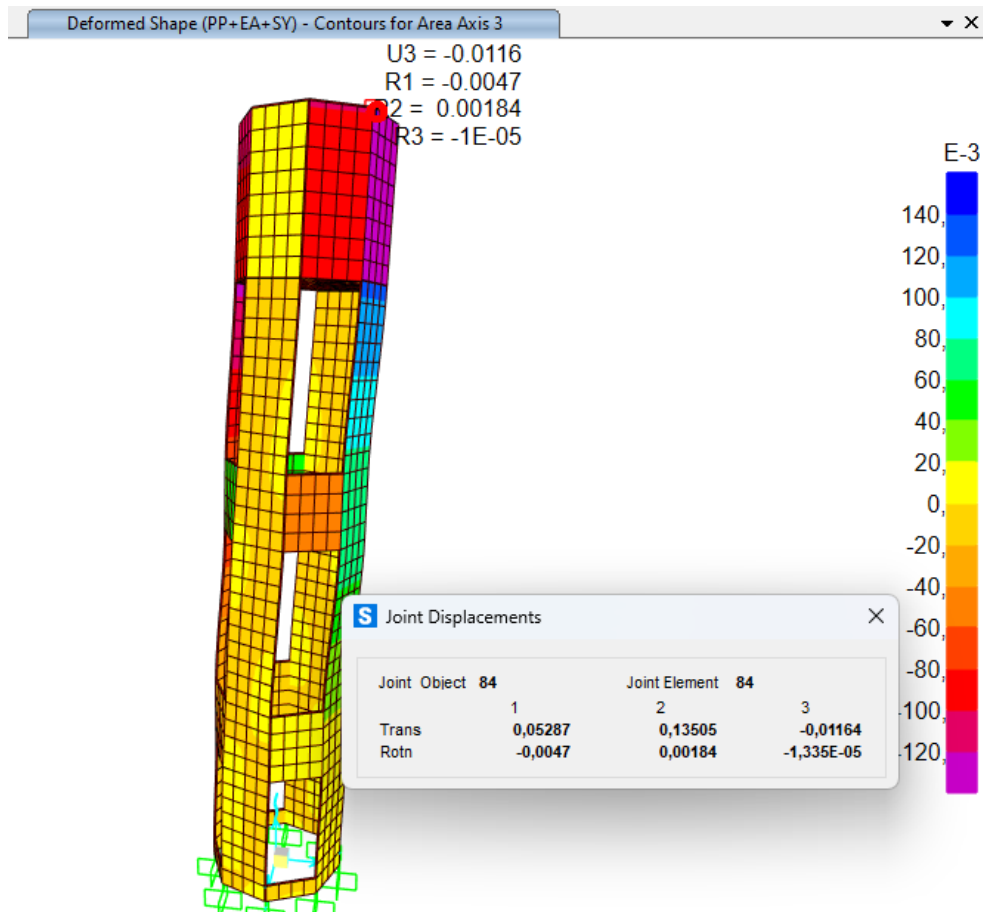 Deformed Shape (PP+EA+SY) - Contours for Area Axis 3
U3 = -0.0116
R1 = -0.0047
R2 = 0.00184
R3 = -1E-05
E-3
140,
120,
100,
80,
60,
40,
20,
0,
-20,
-40,
-60,
-80,
-100,
-120,
S Joint Displacements
Joint Object 84 Joint Element 84
1 2 3
Trans 0,05287 0,13505 -0,01164
Rotn -0,0047 0,00184 -1,335E-05